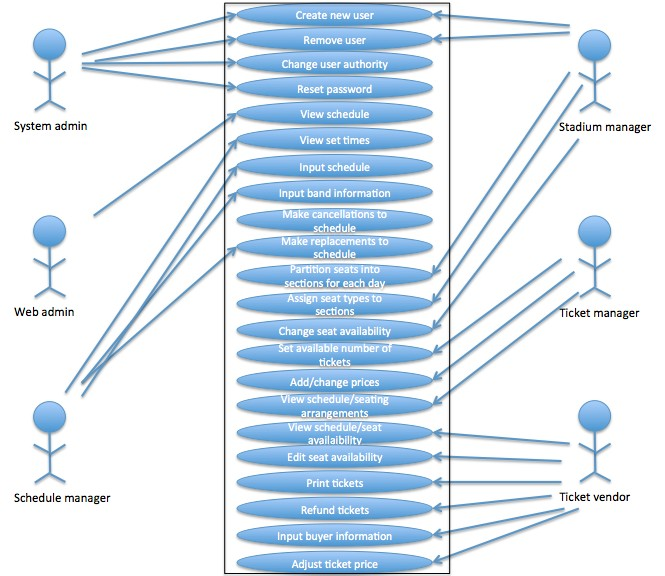 Create new user
Remove user
Change user authority
Reset password
View schedule
View set times
Input schedule
Input band information
Make cancellations to
schedule
Make replacements to
schedule
Partition seats into
sections for each day
Assign seat types to
sections
Change seat availability
Set available number of
tickets
Add/change prices
View schedule/seating
arrangements
View schedule/seat
availaibility
Edit seat availability
Print tickets
Refund tickets
Input buyer information
Adjust ticket price
System admin
Web admin
Schedule manager
Stadium manager
Ticket manager
Ticket vendor